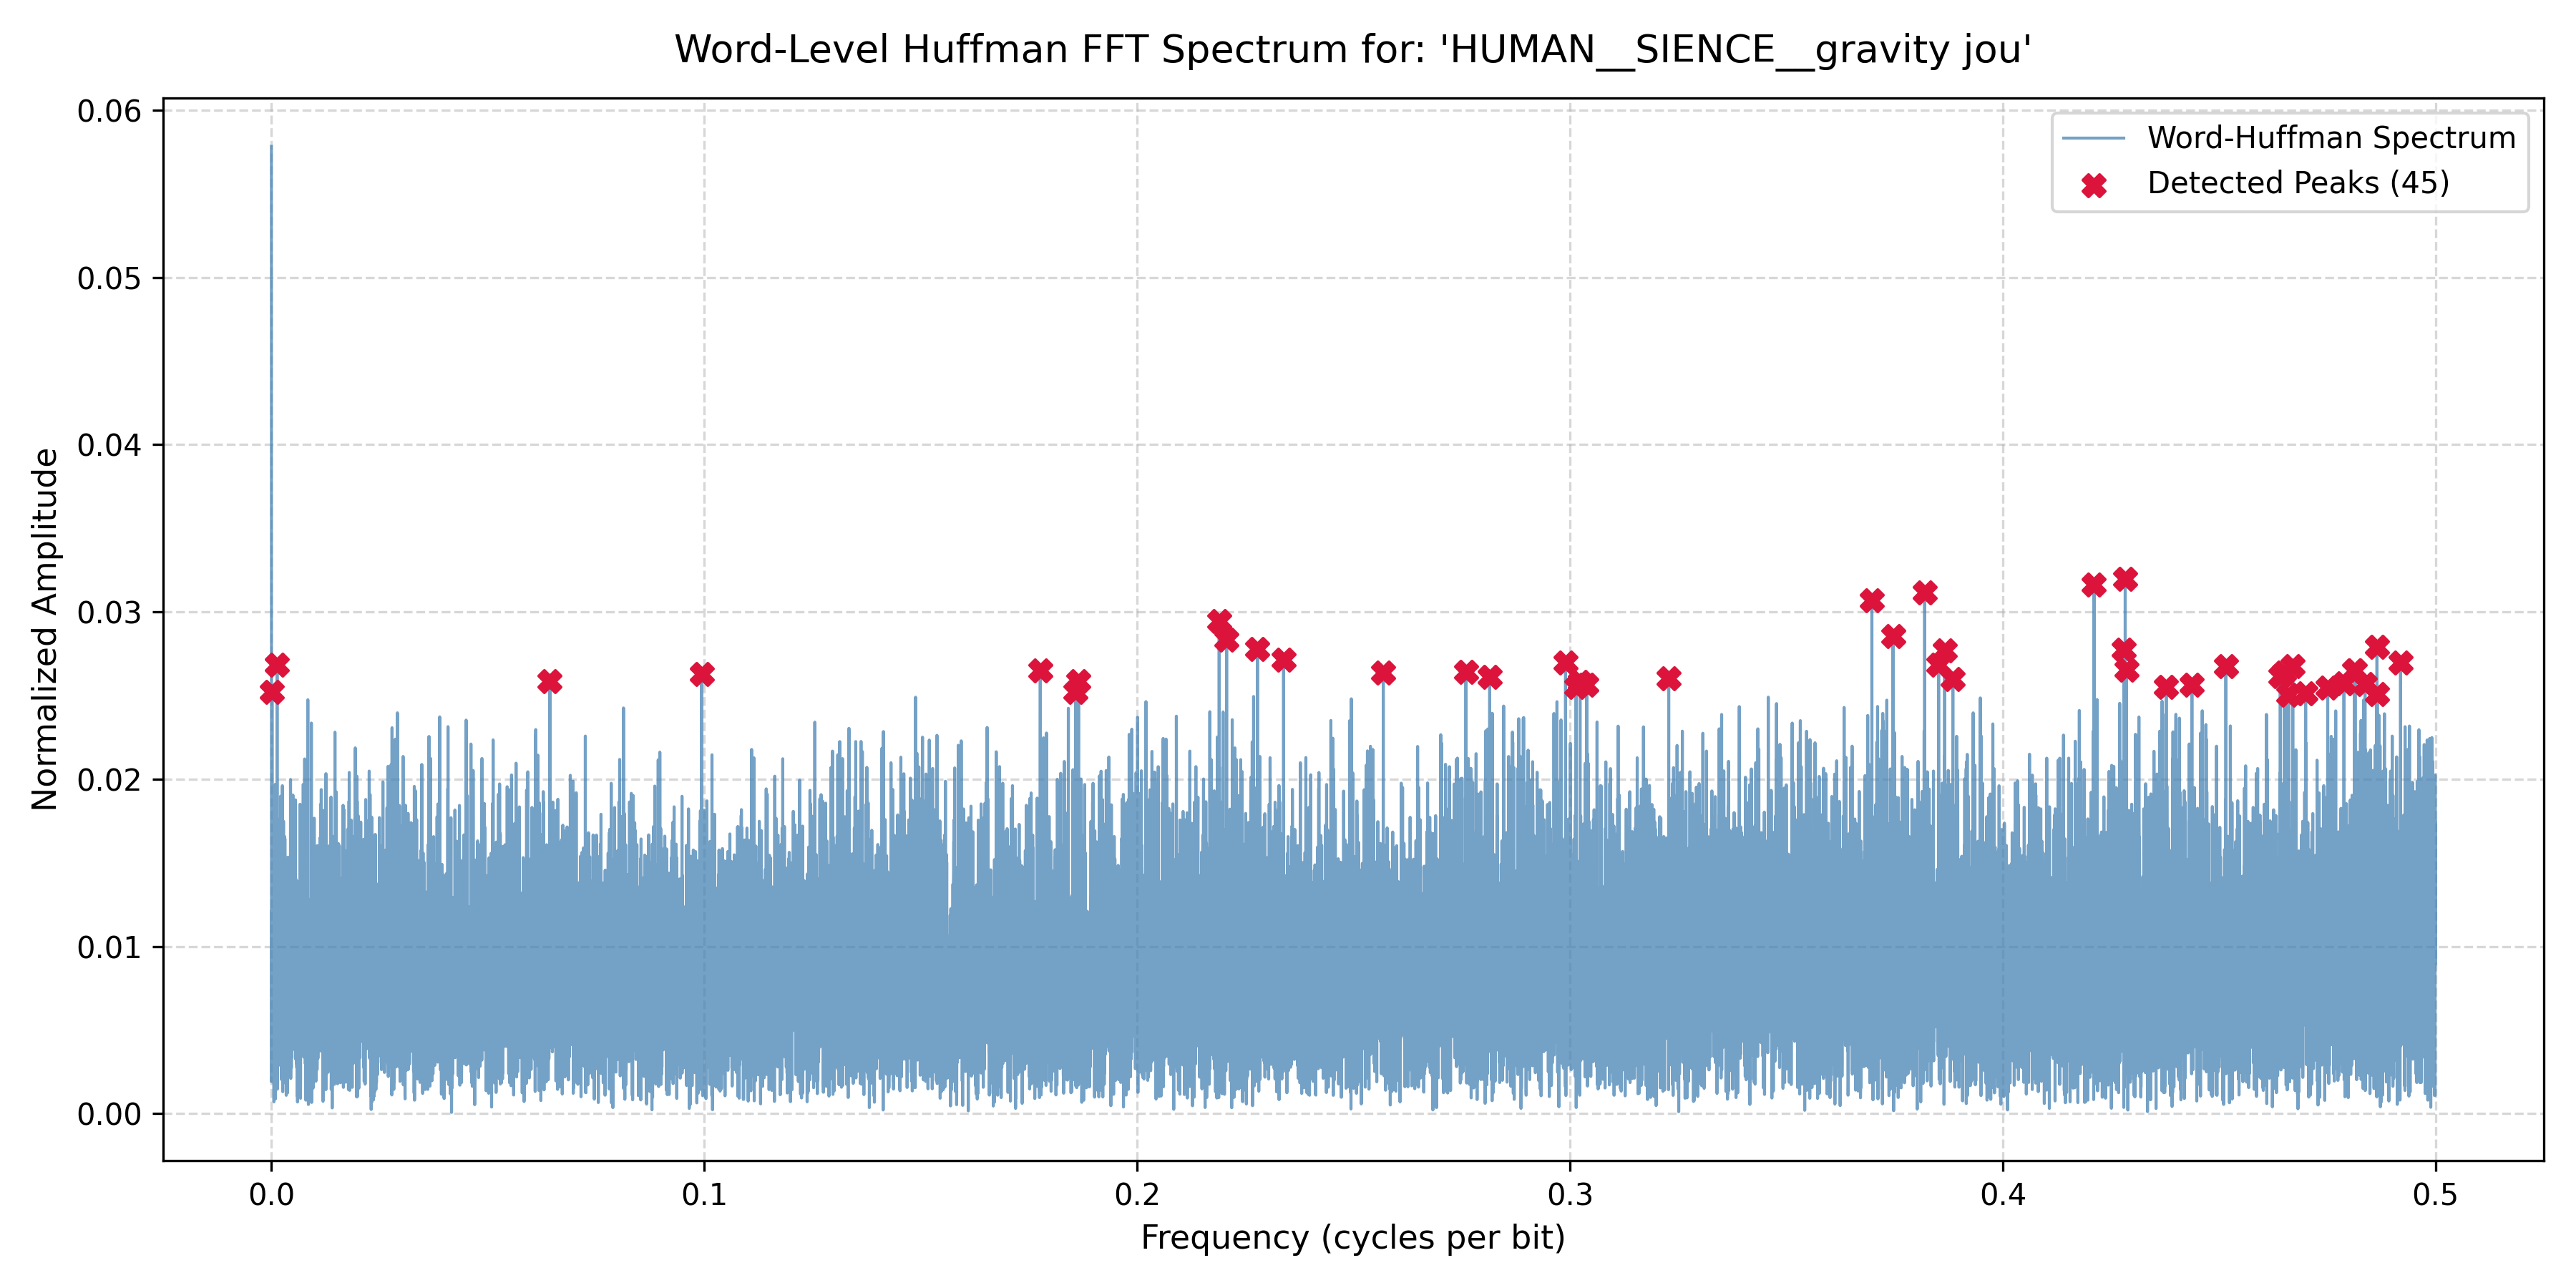 Word-Level Huffman FFT Spectrum for: 'HUMAN__SIENCE__gravity jou'
0.06
0.05
0.04
0.03
0.02
0.01
0.00
Normalized Amplitude
Word-Huffman Spectrum
Detected Peaks (45)
0.0 0.1 0.2 0.3 0.4 0.5
Frequency (cycles per bit)